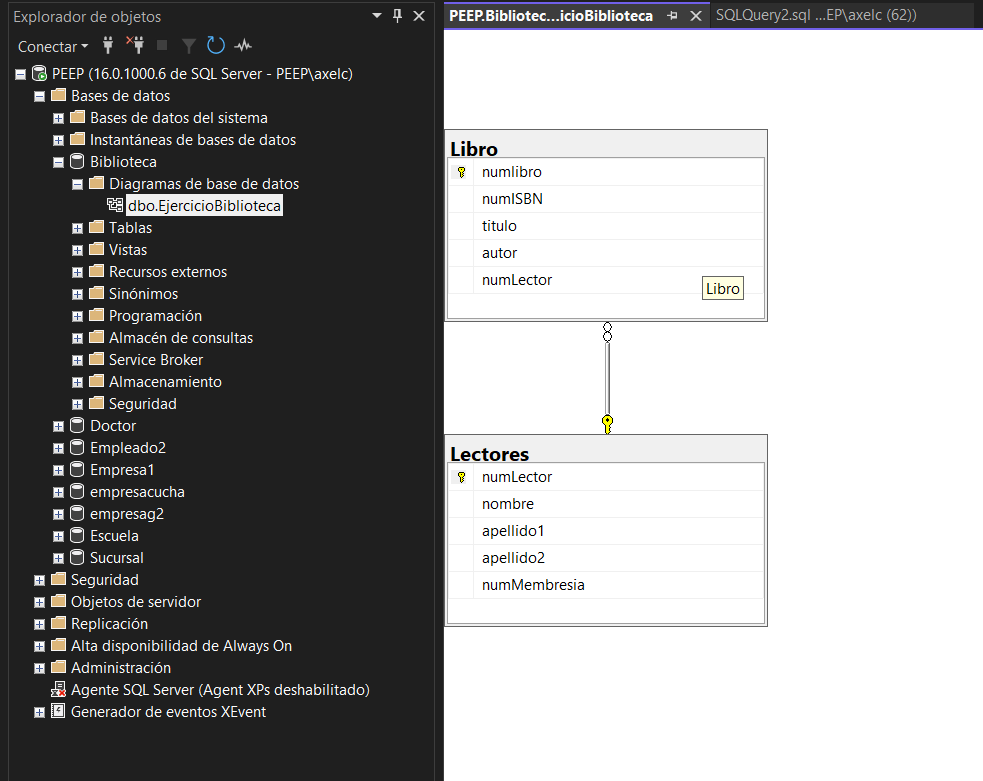 Explorador de objetos
Conectar
PEEP (16.0.1000.6 de SQL Server - PEEP\axelc)
Bases de datos
Bases de datos del sistema
Instantáneas de bases de datos
Biblioteca
Diagramas de base de datos
dbo.EjercicioBiblioteca
Tablas
Vistas
Recursos externos
Sinónimos
Programación
Almacén de consultas
Service Broker
Almacenamiento
Seguridad
Doctor
Empleado2
Empresa1
empresacucha
empresag2
Escuela
Sucursal
Seguridad
Objetos de servidor
Replicación
Alta disponibilidad de Always On
Administración
Agente SQL Server (Agent XPs deshabilitado)
Generador de eventos XEvent
PEEP.Bibliotec...icioBiblioteca
SQLQuery2.sql ...EP\axelc (62))
Libro
numlibro
numISBN
titulo
autor
numLector
Libro
Lectores
numLector
nombre
apellido1
apellido2
numMembresia